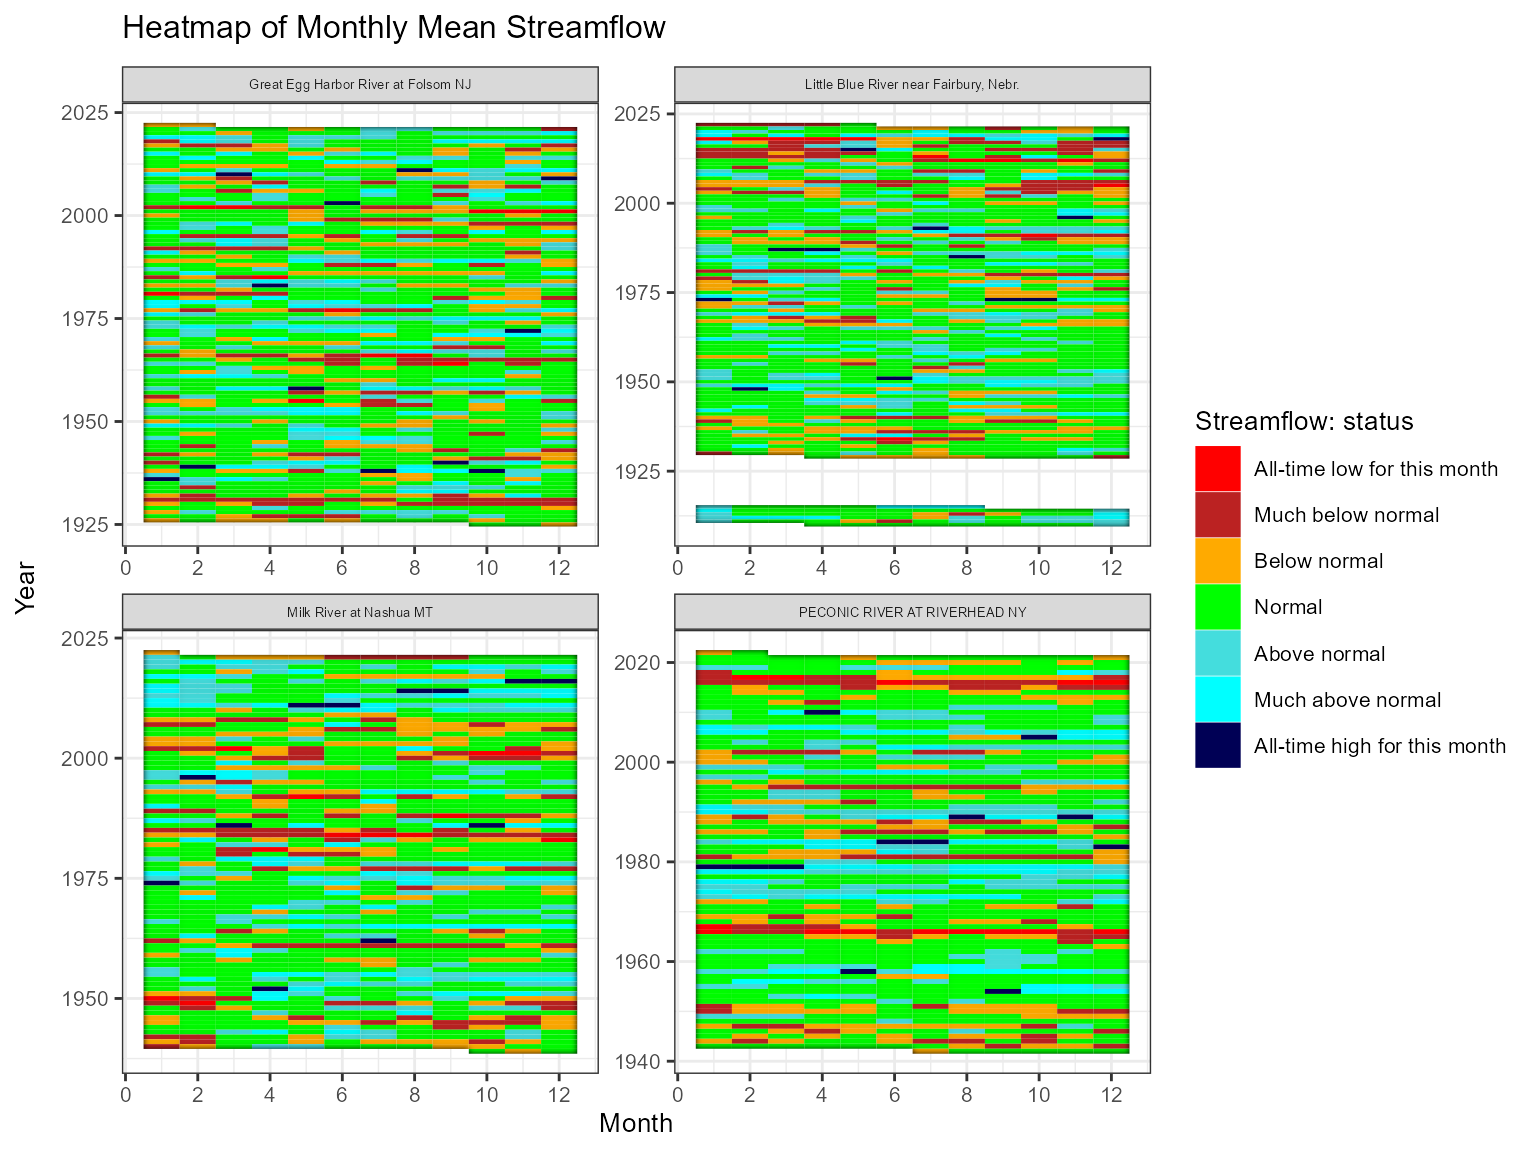 Heatmap of Monthly Mean Streamflow
Great Egg Harbor River at Folsom NJ
Little Blue River near Fairbury, Nebr.
2025
2000
1975
1950
1925
2025
2000
1975
1950
1925
0 2 4 6 8 10 12
0 2 4 6 8 10 12
Year
Milk River at Nashua MT
PECONIC RIVER AT RIVERHEAD NY
2025
2000
1975
1950
2020
2000
1980
1960
1940
0 2 4 6 8 10 12
0 2 4 6 8 10 12
Month
Streamflow: status
All-time low for this month
Much below normal
Below normal
Normal
Above normal
Much above normal
All-time high for this month